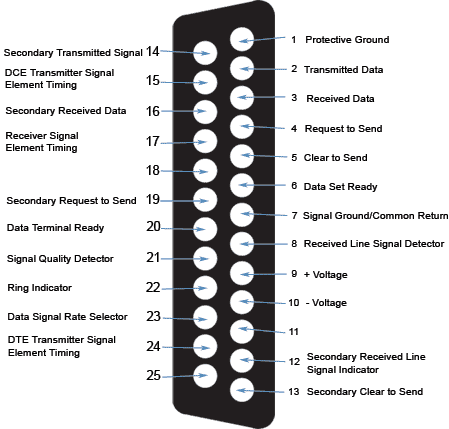 Secondary Transmitted Signal 14
DCE Transmitter Signal
Element Timing
15
Secondary Received Data 16
Receiver Signal
Element Timing
17
18
Secondary Request to Send 19
Data Terminal Ready 20
Signal Quality Detector 21
Ring Indicator 22
Data Signal Rate Selector 23
DTE Transmitter Signal
Element Timing
24
25
1 Protective Ground
2 Transmitted Data
3 Received Data
4 Request to Send
5 Clear to Send
6 Data Set Ready
7 Signal Ground/Common Return
8 Received Line Signal Detector
9 + Voltage
10 - Voltage
11
12 Secondary Received Line
Signal Indicator
13 Secondary Clear to Send